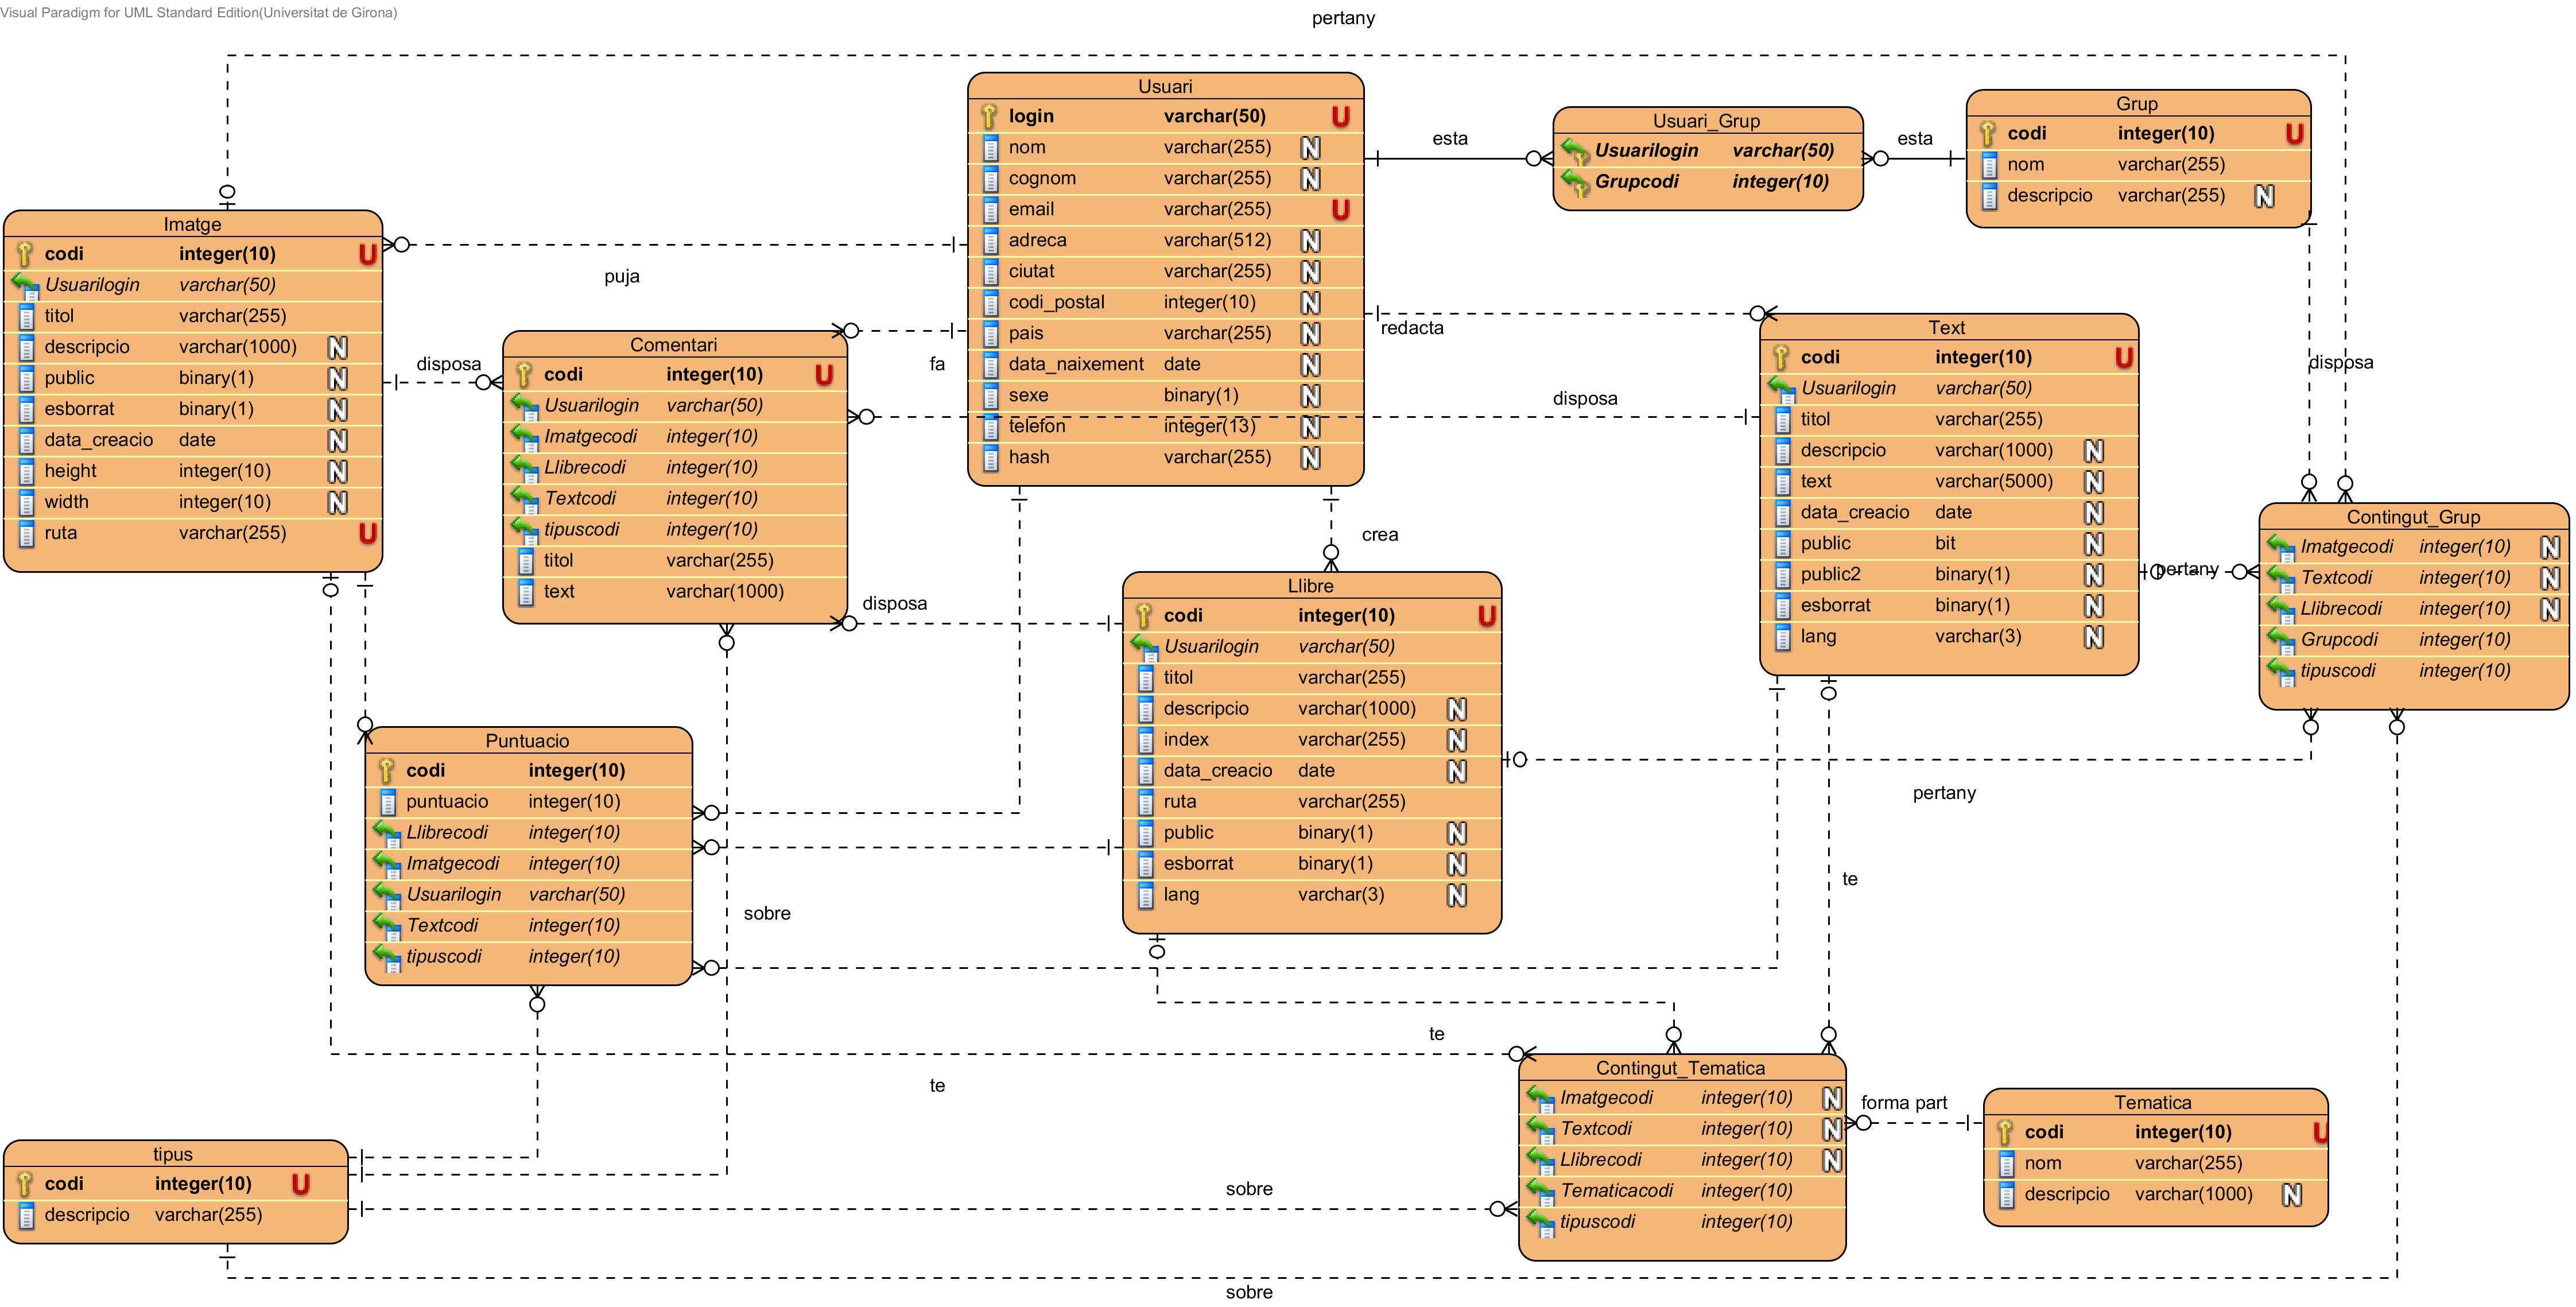 Visual Paradigm for UML Standard Edition(Universitat de Girona)
pertany
Usuari
login varchar(50) U
nom varchar(255) N
cognom varchar(255) N
email varchar(255) U
adreca varchar(512) N
ciutat varchar(255) N
codi_postal integer(10) N
pais varchar(255) N
data_naixement date N
sexe binary(1) N
telefon integer(13) N
hash varchar(255) N
esta
Usuari_Grup
Usuarilogin varchar(50)
Grupcodi integer(10)
esta
Grup
codi integer(10) U
nom varchar(255)
descripcio varchar(255) N
Imatge
codi integer(10) U
Usuarilogin varchar(50)
titol varchar(255)
descripcio varchar(1000) N
public binary(1) N
esborrat binary(1) N
data_creacio date N
height integer(10) N
width integer(10) N
ruta varchar(255) U
puja
disposa
Comentari
codi integer(10) U
Usuarilogin varchar(50)
Imatgecodi integer(10)
Llibrecodi integer(10)
Textcodi integer(10)
tipuscodi integer(10)
titol varchar(255)
text varchar(1000)
fa
redacta
disposa
Text
codi integer(10) U
Usuarilogin varchar(50)
titol varchar(255)
descripcio varchar(1000) N
text varchar(5000) N
data_creacio date N
public bit N
public2 binary(1) N
esborrat binary(1) N
lang varchar(3) N
disposa
pertany
Contingut_Grup
Imatgecodi integer(10) N
Textcodi integer(10) N
Llibrecodi integer(10) N
Grupcodi integer(10)
tipuscodi integer(10)
crea
disposa
Llibre
codi integer(10) U
Usuarilogin varchar(50)
titol varchar(255)
descripcio varchar(1000) N
index varchar(255) N
data_creacio date N
ruta varchar(255)
public binary(1) N
esborrat binary(1) N
lang varchar(3) N
pertany
Puntuacio
codi integer(10)
puntuacio integer(10)
Llibrecodi integer(10)
Imatgecodi integer(10)
Usuarilogin varchar(50)
Textcodi integer(10)
tipuscodi integer(10)
sobre
te
te
te
Contingut_Tematica
Imatgecodi integer(10) N
Textcodi integer(10) N
Llibrecodi integer(10) N
Tematicacodi integer(10)
tipuscodi integer(10)
forma part
Tematica
codi integer(10) U
nom varchar(255)
descripcio varchar(1000) N
tipus
codi integer(10) U
descripcio varchar(255)
sobre
sobre